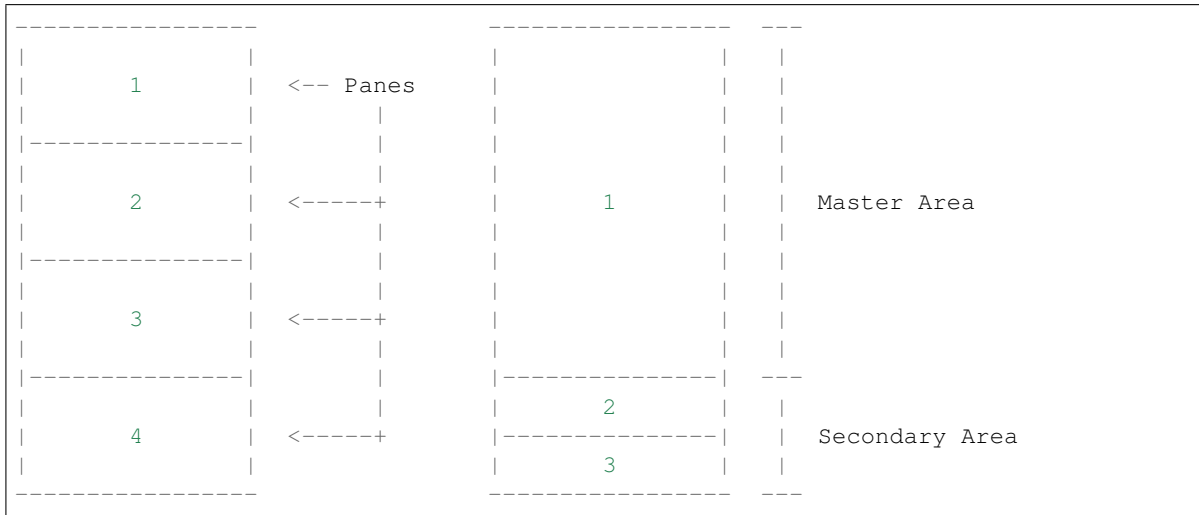 -----------------                         -----------------  ---
|               |                         |               |   |
|       1       |  <-- Panes              |               |   |
|               |         |               |               |   |
|---------------|         |               |               |   |
|               |         |               |               |   |
|       2       |  <-----+               |       1       |   |  Master Area
|               |         |               |               |   |
|---------------|         |               |               |   |
|               |         |               |               |   |
|       3       |  <-----+               |               |   |
|               |         |               |               |   |
|---------------|         |               |---------------|  ---
|               |         |               |       2       |   |
|       4       |  <-----+               |---------------|   |  Secondary Area
|               |                         |       3       |   |
-----------------                         -----------------  ---